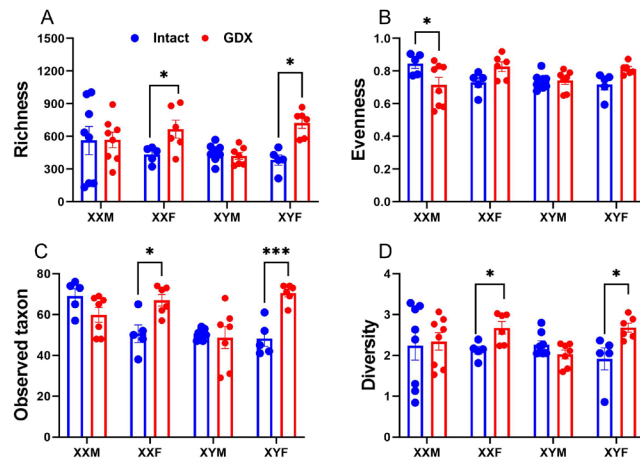 A
Intact GDX
Richness
1500
1200
900
600
300
0
*
*
XXM XXF XYM XYF
B
Evenness
1.0
0.8
0.6
0.4
0.2
0.0
*
XXM XXF XYM XYF
C
Observed taxon
80
60
40
20
0
*
***
XXM XXF XYM XYF
D
Diversity
4
3
2
1
0
*
*
XXM XXF XYM XYF